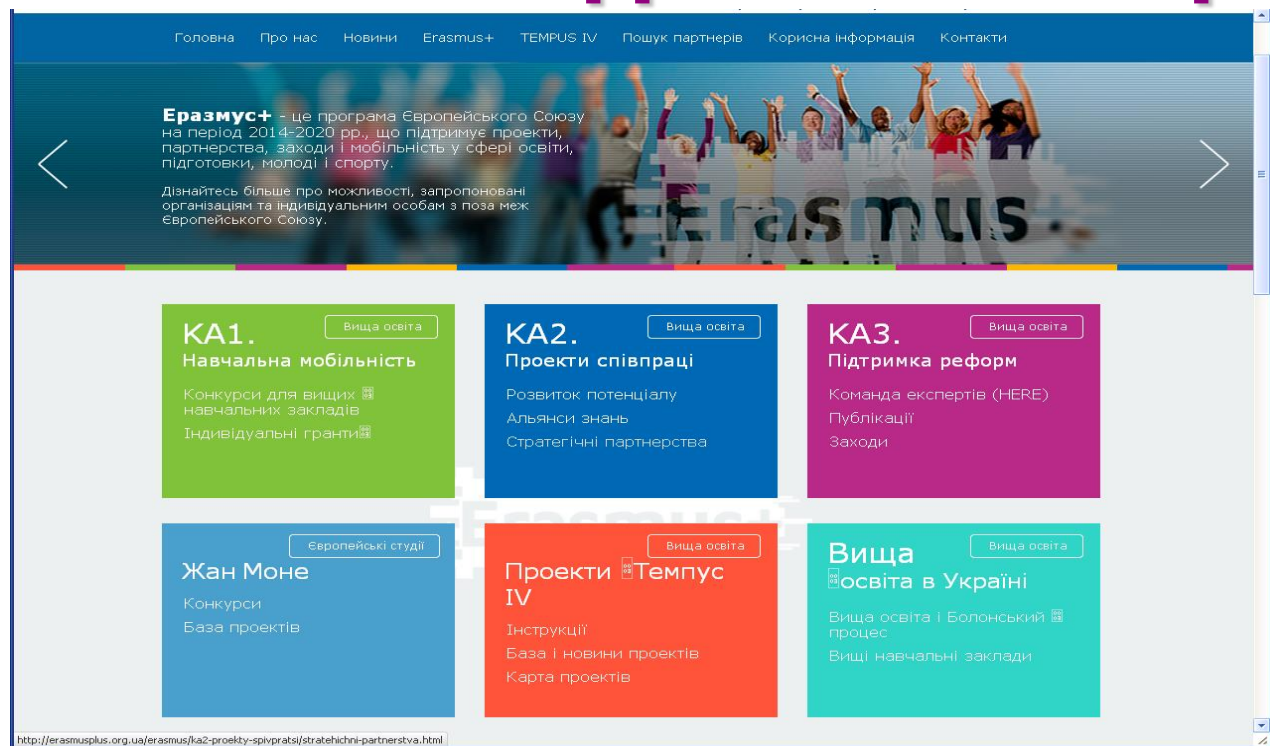 Головна Про нас Новини Erasmus+ TEMPUS IV Пошук партнерів Корисна інформація Контакти
Еразмус+ - це програма Європейського Союзу
на період 2014-2020 рр., що підтримує проекти,
партнерства, заходи і мобільність у сфері освіти,
підготовки, молоді і спорту.
Дізнайтесь більше про можливості, запропоновані
організаціям та індивідуальним особам з поза меж
Європейського Союзу.
Erasmus+
КА1. Вища освіта
Навчальна мобільність
Конкурси для вищих
навчальних закладів
Індивідуальні гранти
КА2. Вища освіта
Проекти співпраці
Розвиток потенціалу
Альянси знань
Стратегічні партнерства
КА3. Вища освіта
Підтримка реформ
Команда експертів (HERE)
Публікації
Заходи
Erasmus+
Європейські студії
Жан Моне
Конкурси
База проектів
Вища освіта
Проекти Темпус
IV
Інструкції
База і новини проектів
Карта проектів
Вища Вища освіта
освіта в Україні
Вища освіта і Болонський
процес
Вищі навчальні заклади
http://erasmusplus.org.ua/erasmus/ka2-proekty-spivpratsi/stratehichni-partnerstva.html